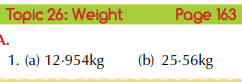 Topic 26: Weight Page 163
A.
1. (a) 12·954kg (b) 25·56kg